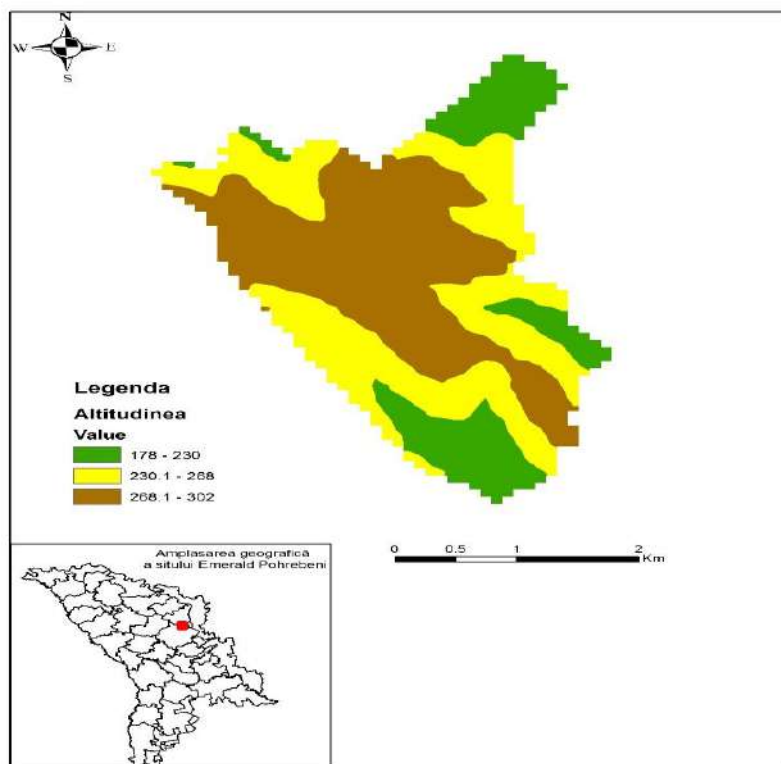 N
W E
S
Legenda
Altitudinea
Value
178 - 230
230.1 - 268
268.1 - 302
0 0.5 1 2
Km
Amplasarea geografică
a sitului Emerald Pohrebeni